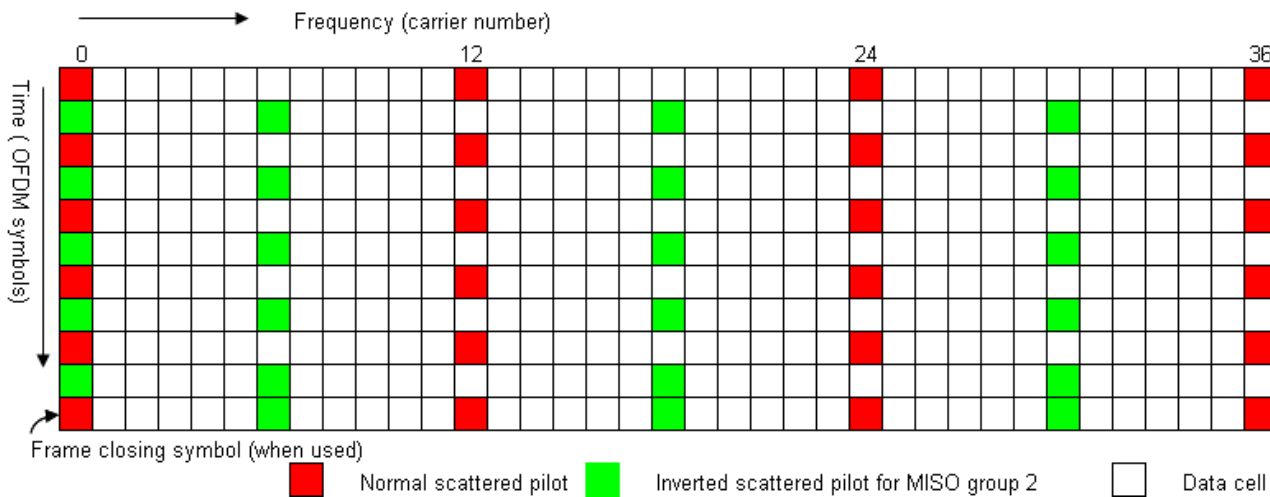 Frequency (carrier number)
0 12 24 36
Time ( OFDM symbols)
Frame closing symbol (when used)
Normal scattered pilot
Inverted scattered pilot for MISO group 2
Data cell